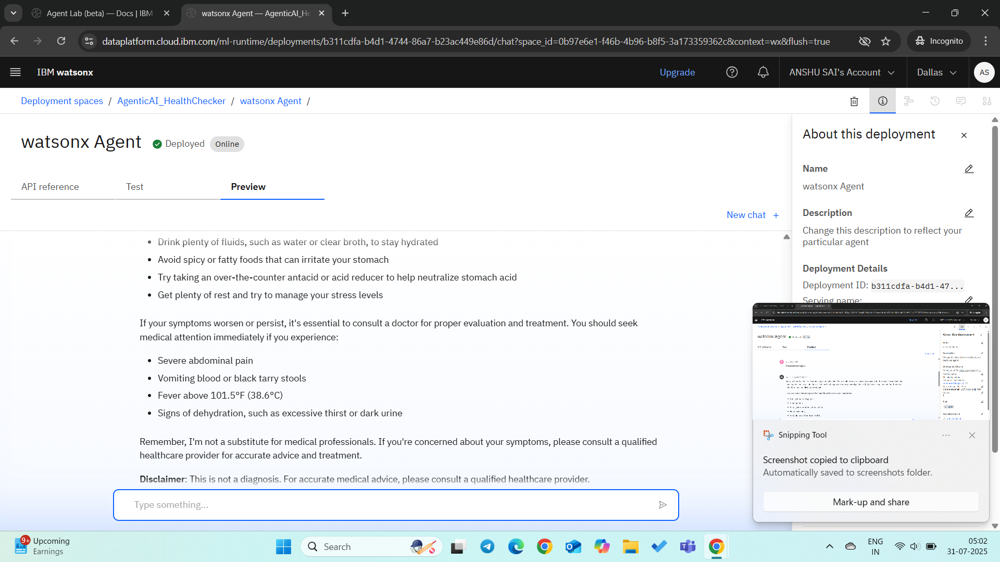 Agent Lab (beta) — Docs | IBM
watsonx Agent — AgenticAI_He
dataplatform.cloud.ibm.com/ml-runtime/deployments/b311cdfa-b4d1-4744-86a7-b23ac449e86d/chat?space_id=0b97e6e1-f46b-4b96-b8f5-3a173359362c&context=wx&flush=true
Incognito
IBM watsonx
Upgrade
ANSHU SAI's Account
Dallas
AS
Deployment spaces / AgenticAI_HealthChecker / watsonx Agent /
watsonx Agent
Deployed
Online
API reference
Test
Preview
New chat +
Drink plenty of fluids, such as water or clear broth, to stay hydrated
Avoid spicy or fatty foods that can irritate your stomach
Try taking an over-the-counter antacid or acid reducer to help neutralize stomach acid
Get plenty of rest and try to manage your stress levels
If your symptoms worsen or persist, it's essential to consult a doctor for proper evaluation and treatment. You should seek
medical attention immediately if you experience:
Severe abdominal pain
Vomiting blood or black tarry stools
Fever above 101.5°F (38.6°C)
Signs of dehydration, such as excessive thirst or dark urine
Remember, I'm not a substitute for medical professionals. If you're concerned about your symptoms, please consult a qualified
healthcare provider for accurate advice and treatment.
Disclaimer: This is not a diagnosis. For accurate medical advice, please consult a qualified healthcare provider.
Type something...
About this deployment
Name
watsonx Agent
Description
Change this description to reflect your
particular agent
Deployment Details
Deployment ID: b311cdfa-b4d1-47...
Serving name:
IBM watsonx
watsonx Agent
About this deployment
Snipping Tool
Screenshot copied to clipboard
Automatically saved to screenshots folder.
Mark-up and share
9+
Upcoming
Earnings
Search
ENG
IN
05:02
31-07-2025